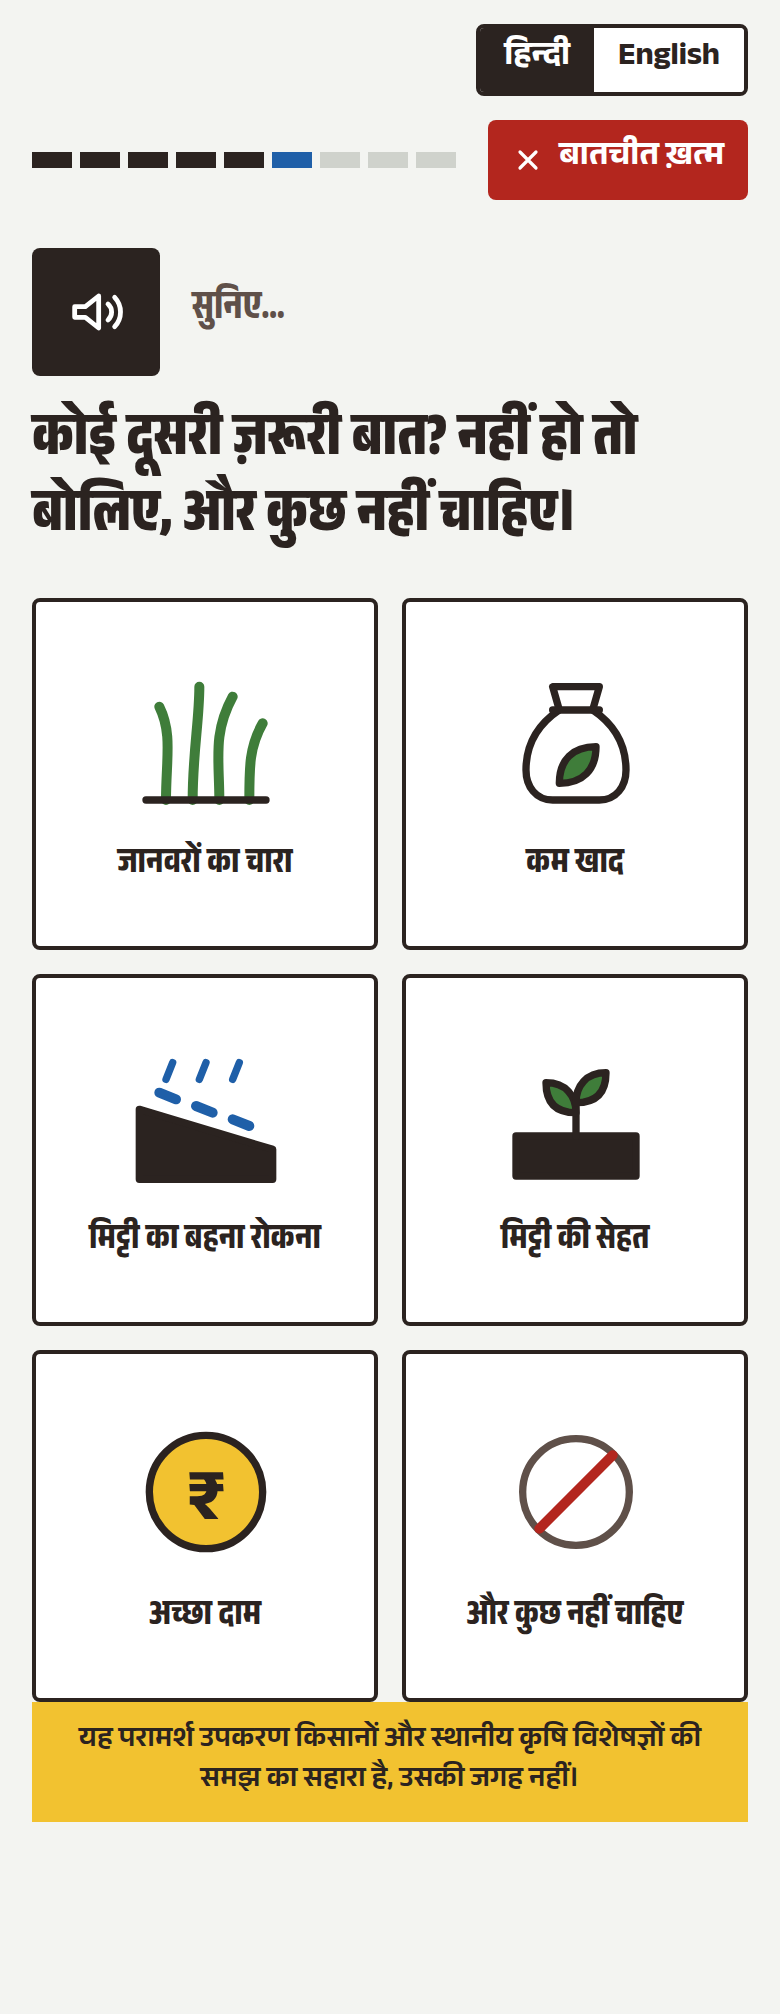 हिन्दी English
बातचीत ख़त्म
सुनिए...
कोई दूसरी ज़रूरी बात? नहीं हो तो
बोलिए, और कुछ नहीं चाहिए।
जानवरों का चारा
कम खाद
मिट्टी का बहना रोकना
मिट्टी की सेहत
₹
अच्छा दाम
और कुछ नहीं चाहिए
यह परामर्श उपकरण किसानों और स्थानीय कृषि विशेषज्ञों की
समझ का सहारा है, उसकी जगह नहीं।